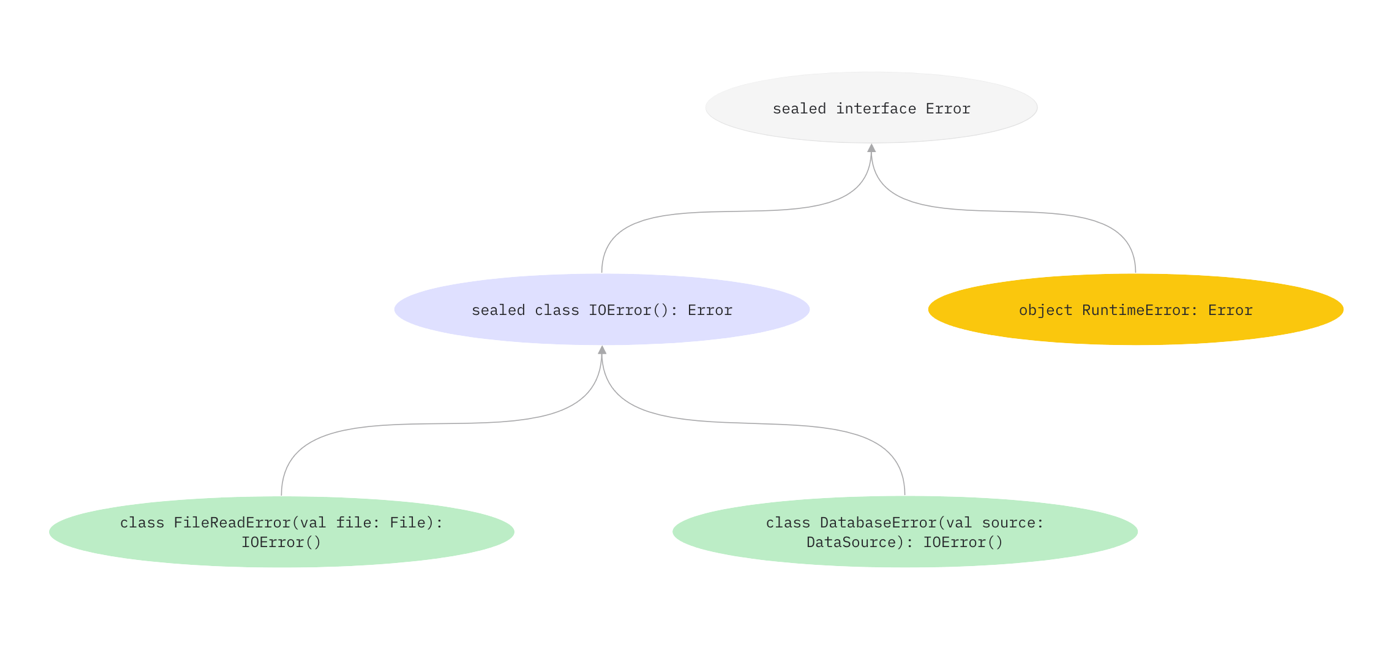 sealed interface Error
sealed class IOError(): Error
object RuntimeError: Error
class FileReadError(val file: File):
IOError()
class DatabaseError(val source:
DataSource): IOError()